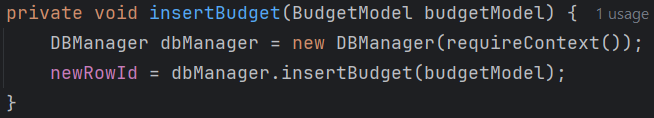 private void insertBudget(BudgetModel budgetModel) { 1 usage
    DBManager dbManager = new DBManager(requireContext());
    newRowId = dbManager.insertBudget(budgetModel);
}